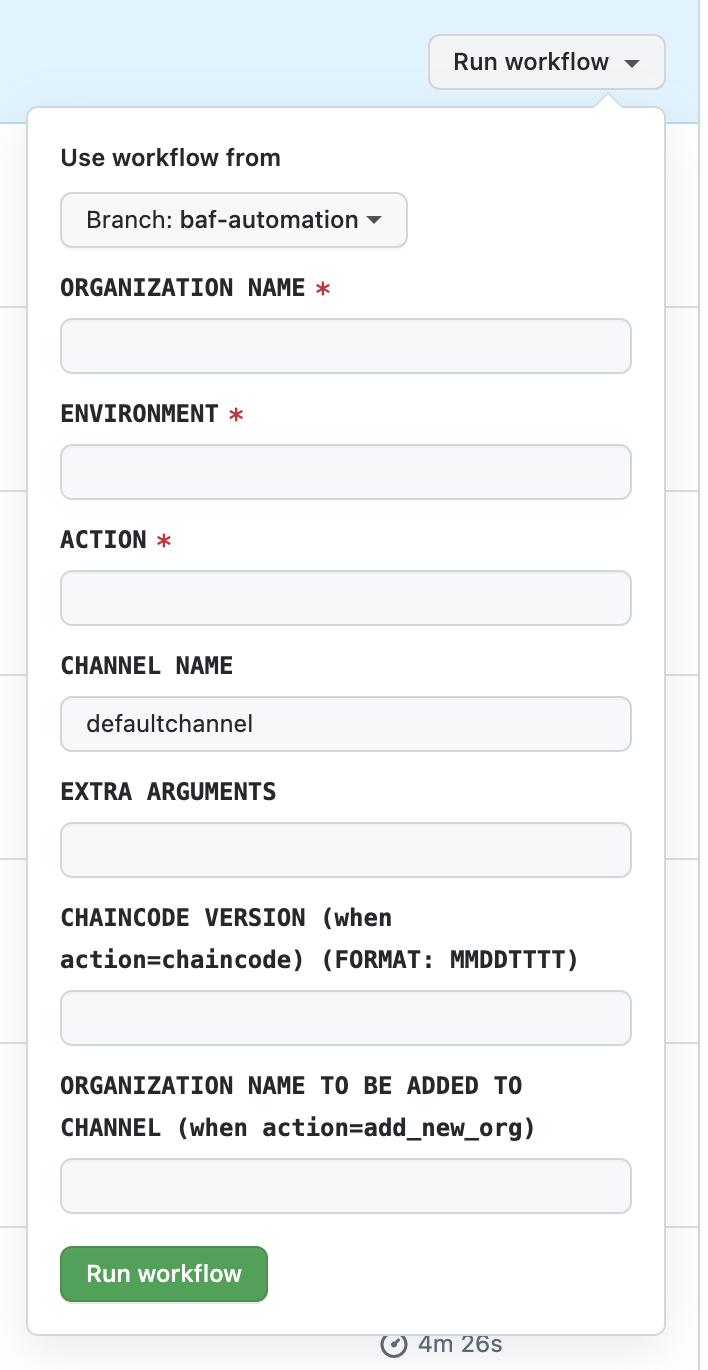 Run workflow
Use workflow from
Branch: baf-automation
ORGANIZATION NAME *
ENVIRONMENT *
ACTION *
CHANNEL NAME
defaultchannel
EXTRA ARGUMENTS
CHAINCODE VERSION (when
action=chaincode) (FORMAT: MMDDTTTT)
ORGANIZATION NAME TO BE ADDED TO
CHANNEL (when action=add_new_org)
Run workflow
4m 26s